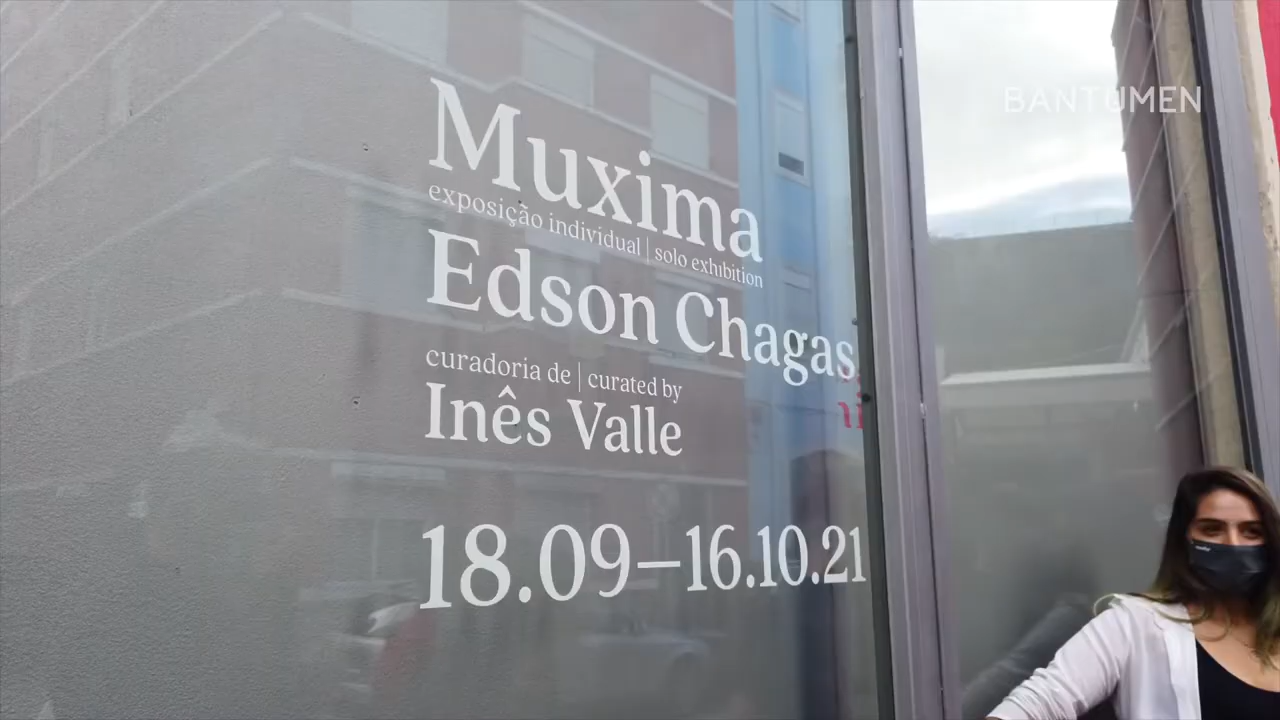 BANTUMEN
Muxima
exposição individual | solo exhibition
Edson Chagas
curadoria de | curated by
Inês Valle
18.09—16.10.21